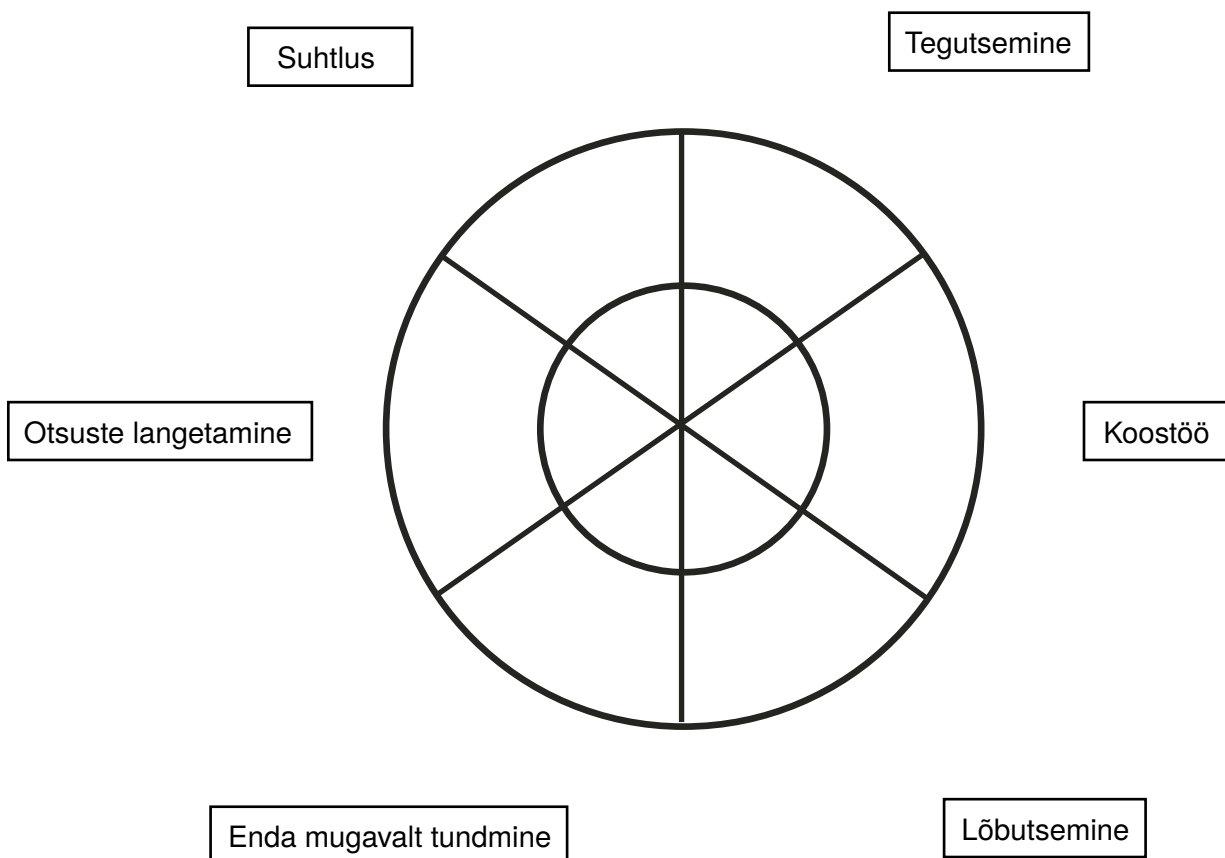 Suhtlus
Tegutsemine
Otsuste langetamine
Koostöö
Enda mugavalt tundmine
Lõbutsemine